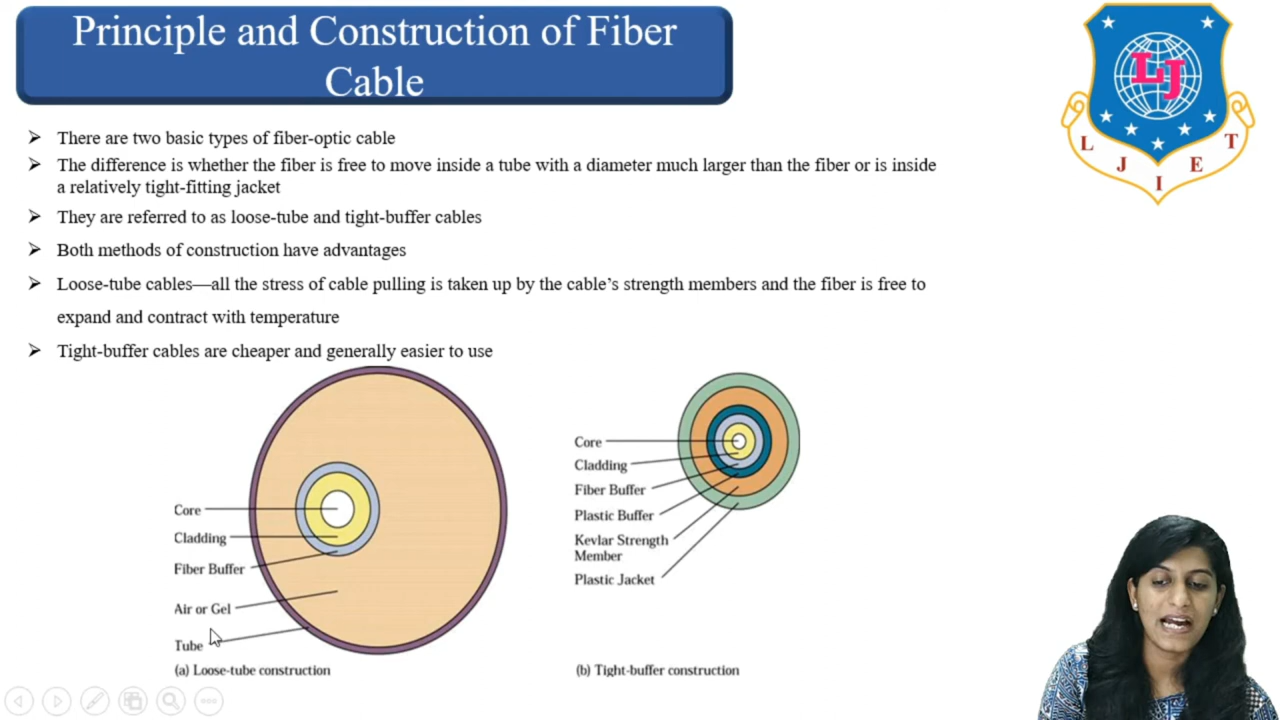 Principle and Construction of Fiber
Cable
LJ
L J I E T
There are two basic types of fiber-optic cable
The difference is whether the fiber is free to move inside a tube with a diameter much larger than the fiber or is inside
a relatively tight-fitting jacket
They are referred to as loose-tube and tight-buffer cables
Both methods of construction have advantages
Loose-tube cables—all the stress of cable pulling is taken up by the cable’s strength members and the fiber is free to
expand and contract with temperature
Tight-buffer cables are cheaper and generally easier to use
Core
Cladding
Fiber Buffer
Air or Gel
Tube
(a) Loose-tube construction
Core
Cladding
Fiber Buffer
Plastic Buffer
Kevlar Strength
Member
Plastic Jacket
(b) Tight-buffer construction